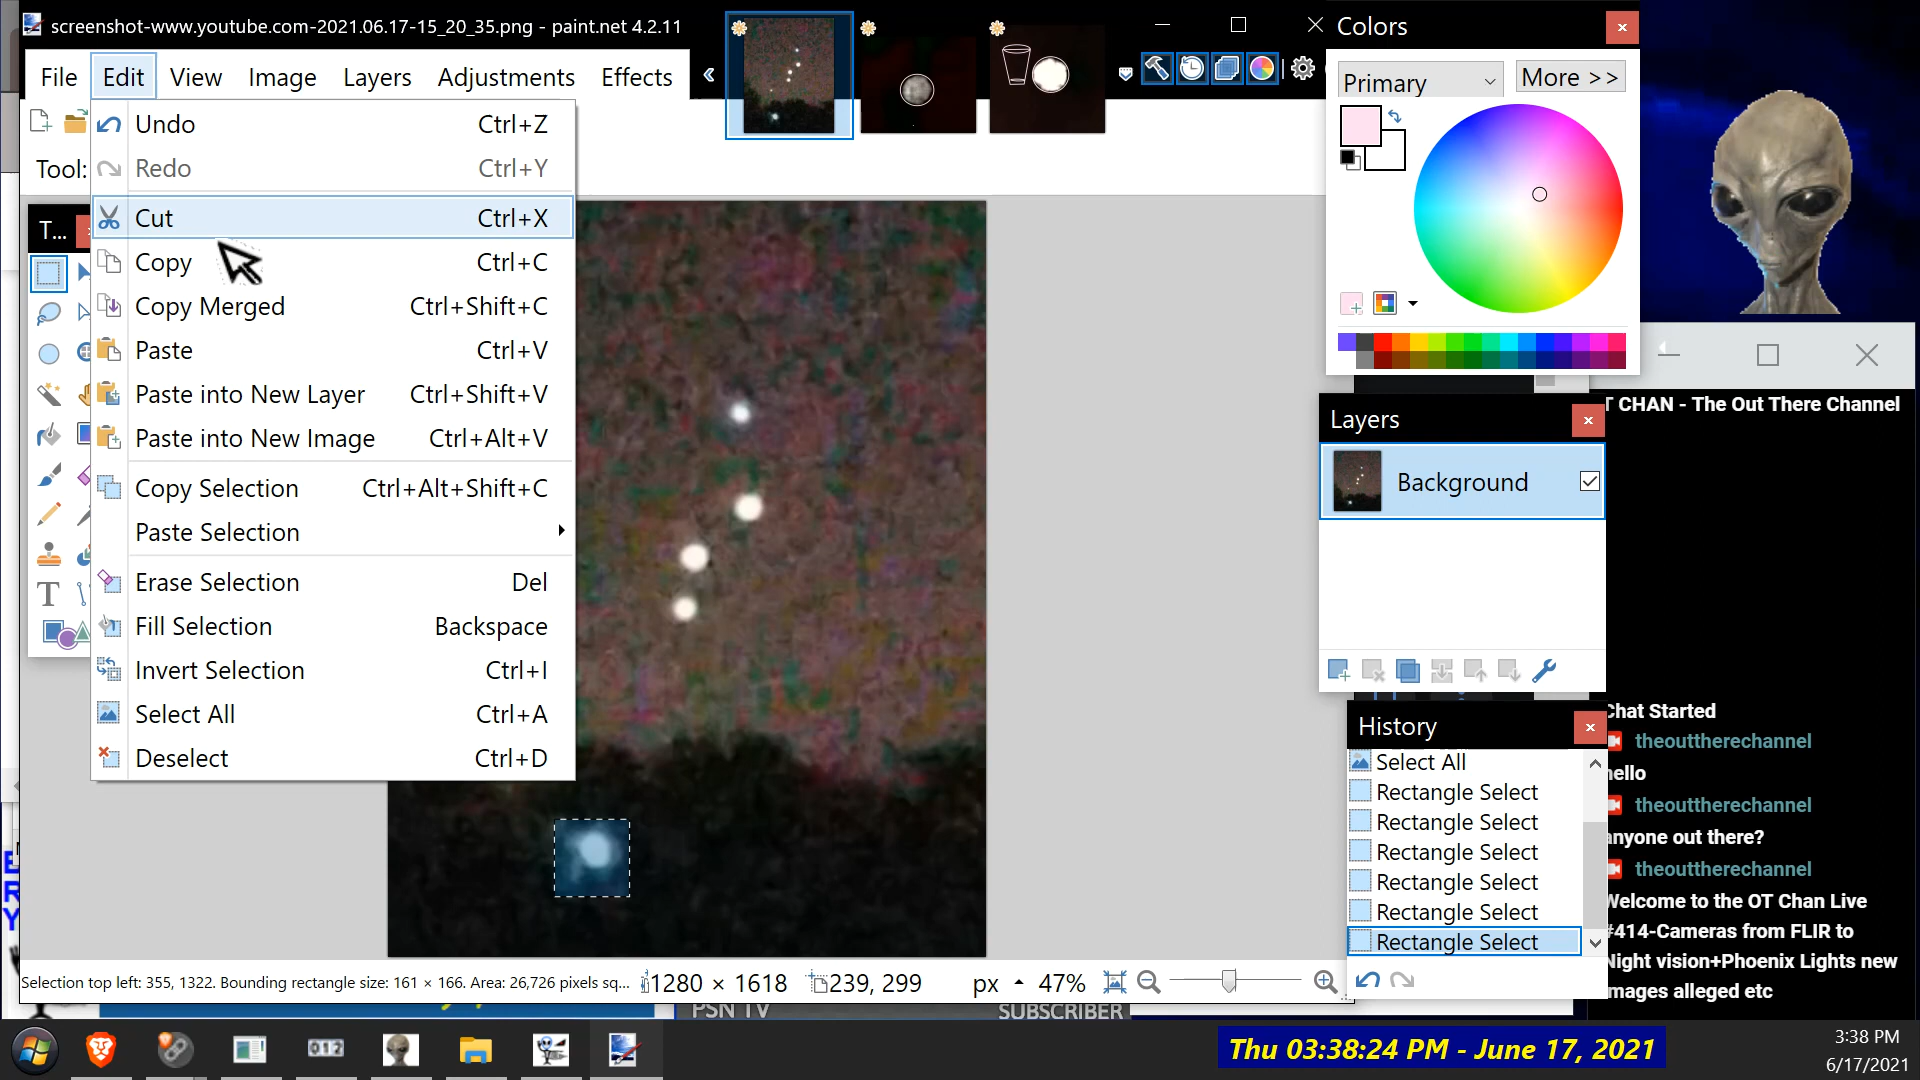 screenshot-www.youtube.com-2021.06.17-15_20_35.png - paint.net 4.2.11
File Edit View Image Layers Adjustments Effects
Undo Ctrl+Z
Redo Ctrl+Y
Cut Ctrl+X
Copy Ctrl+C
Copy Merged Ctrl+Shift+C
Paste Ctrl+V
Paste into New Layer Ctrl+Shift+V
Paste into New Image Ctrl+Alt+V
Copy Selection Ctrl+Alt+Shift+C
Paste Selection
Erase Selection Del
Fill Selection Backspace
Invert Selection Ctrl+I
Select All Ctrl+A
Deselect Ctrl+D
Tool:
T...
Colors
Primary More >>
Layers
Background
History
Select All
Rectangle Select
Rectangle Select
Rectangle Select
Rectangle Select
Rectangle Select
Rectangle Select
T CHAN - The Out There Channel
Chat Started
theouttherechannel
hello
theouttherechannel
anyone out there?
theouttherechannel
Welcome to the OT Chan Live
#414-Cameras from FLIR to
Night vision+Phoenix Lights new
images alleged etc
Selection top left: 355, 1322. Bounding rectangle size: 161 × 166. Area: 26,726 pixels sq... 1280 × 1618 239, 299 px 47%
E
R
Y
PSN TV SUBSCRIBER
012
Thu 03:38:24 PM - June 17, 2021
3:38 PM
6/17/2021